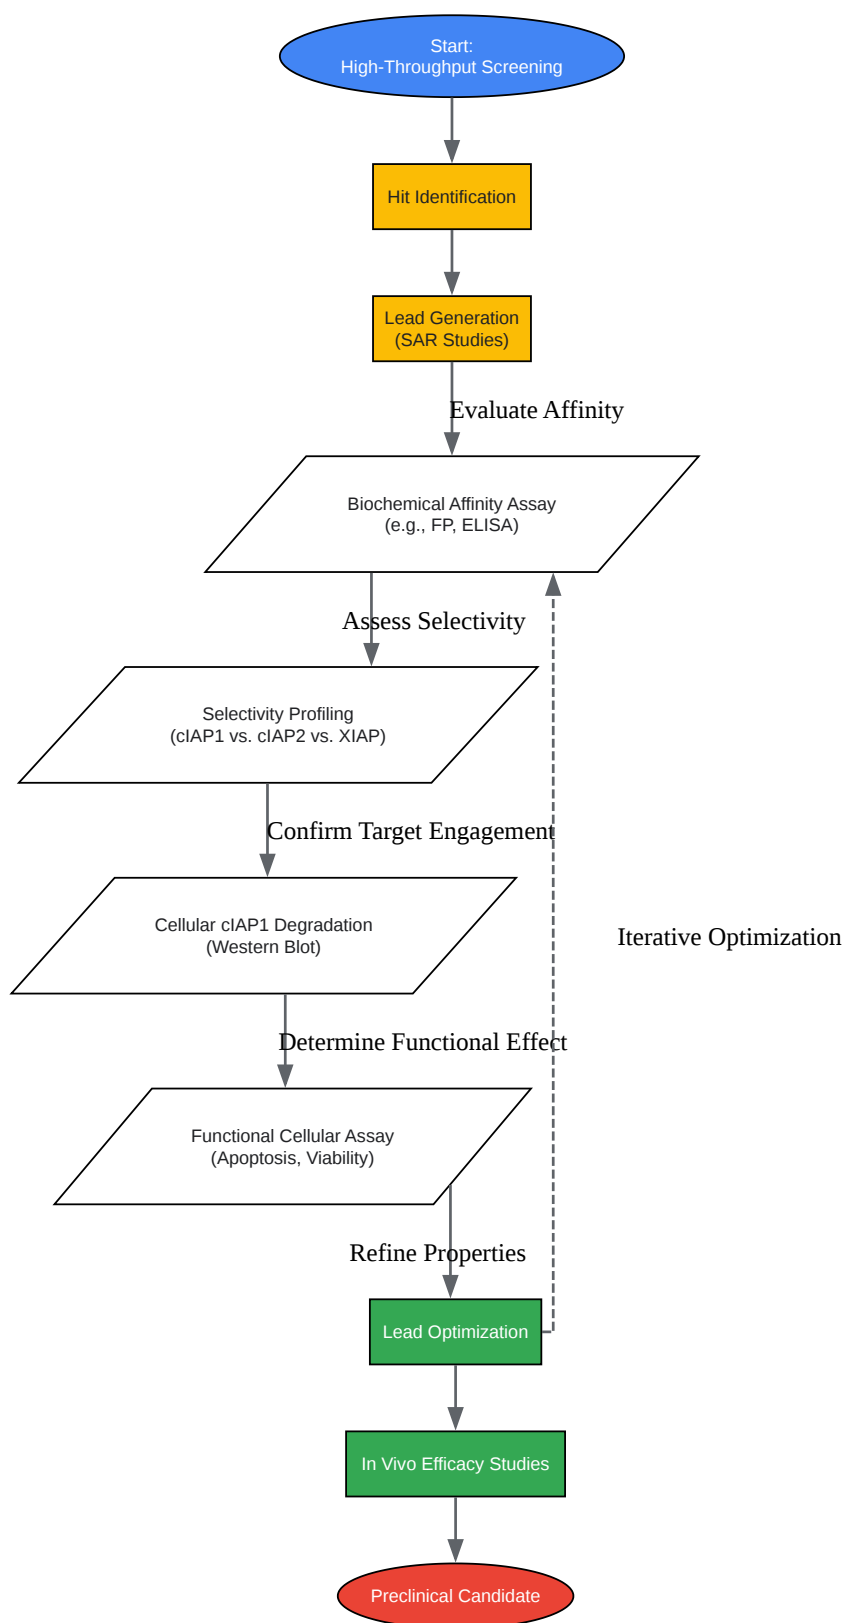 Start:
High-Throughput Screening
Hit Identification
Lead Generation
(SAR Studies)
Evaluate Affinity
Biochemical Affinity Assay
(e.g., FP, ELISA)
Assess Selectivity
Selectivity Profiling
(cIAP1 vs. cIAP2 vs. XIAP)
Confirm Target Engagement
Cellular cIAP1 Degradation
(Western Blot)
Iterative Optimization
Determine Functional Effect
Functional Cellular Assay
(Apoptosis, Viability)
Refine Properties
Lead Optimization
In Vivo Efficacy Studies
Preclinical Candidate